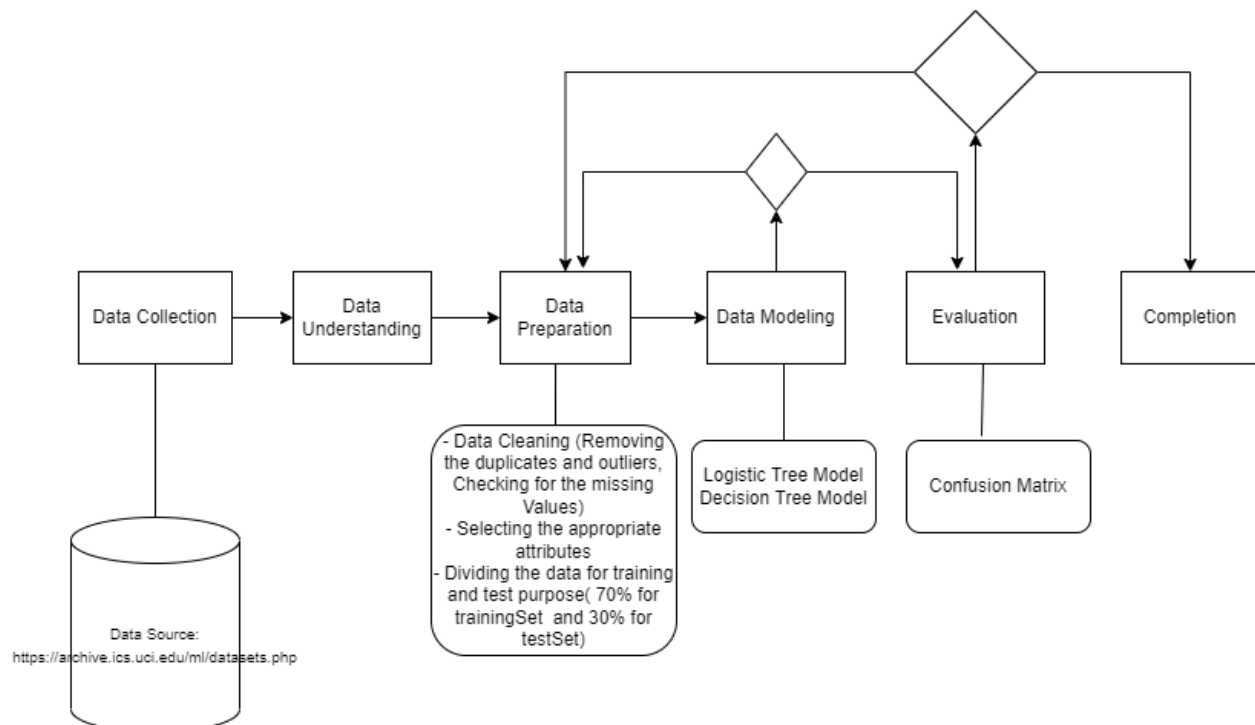 Data Collection
Data
Understanding
Data
Preparation
Data Modeling
Evaluation
Completion
- Data Cleaning (Removing
the duplicates and outliers,
Checking for the missing
Values)
- Selecting the appropriate
attributes
- Dividing the data for training
and test purpose( 70% for
trainingSet and 30% for
testSet)
Logistic Tree Model
Decision Tree Model
Confusion Matrix
Data Source:
https://archive.ics.uci.edu/ml/datasets.php